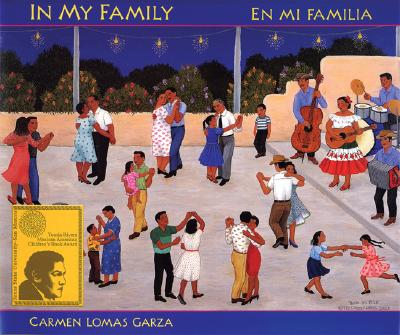 IN MY FAMILY
EN MI FAMILIA
Tomás Rivera
Mexican American
Children's Book Award
CARMEN LOMAS GARZA